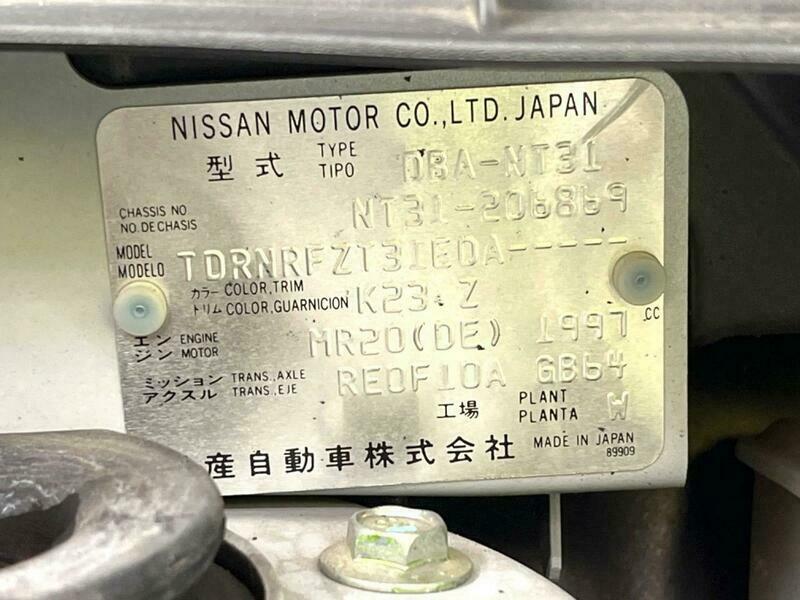 NISSAN MOTOR CO.,LTD. JAPAN
型式 TYPE TIPO DBA-NT31
CHASSIS NO NO.DE CHASIS NT31-206869
MODEL MODELO TDRNRFZT31EDA-----
カラー COLOR,TRIM トリム COLOR,GUARNICION K23 Z
エンジン ENGINE MOTOR MR20(DE) 1997 CC
ミッション アクスル TRANS.,AXLE TRANS.,EJE RE0F10A GB64
工場 PLANT PLANTA W
産自動車株式会社 MADE IN JAPAN
89909